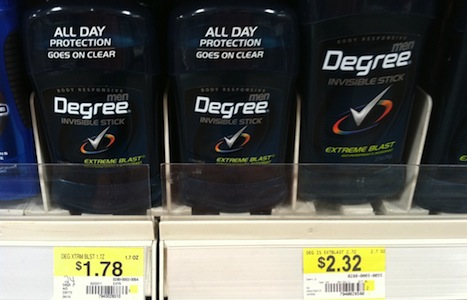 ALL DAY
PROTECTION
GOES ON CLEAR
BODY RESPONSIVE
men
Degree
INVISIBLE STICK
EXTREME BLAST
ALL DAY
PROTECTION
GOES ON CLEAR
BODY RESPONSIVE
men
Degree
INVISIBLE STICK
EXTREME BLAST
BODY RESPONSIVE
men
Degree
INVISIBLE STICK
EXTREME BLAST
DEG XTRM BLST 1.7Z
1.7 OZ
$1.78
$2.32